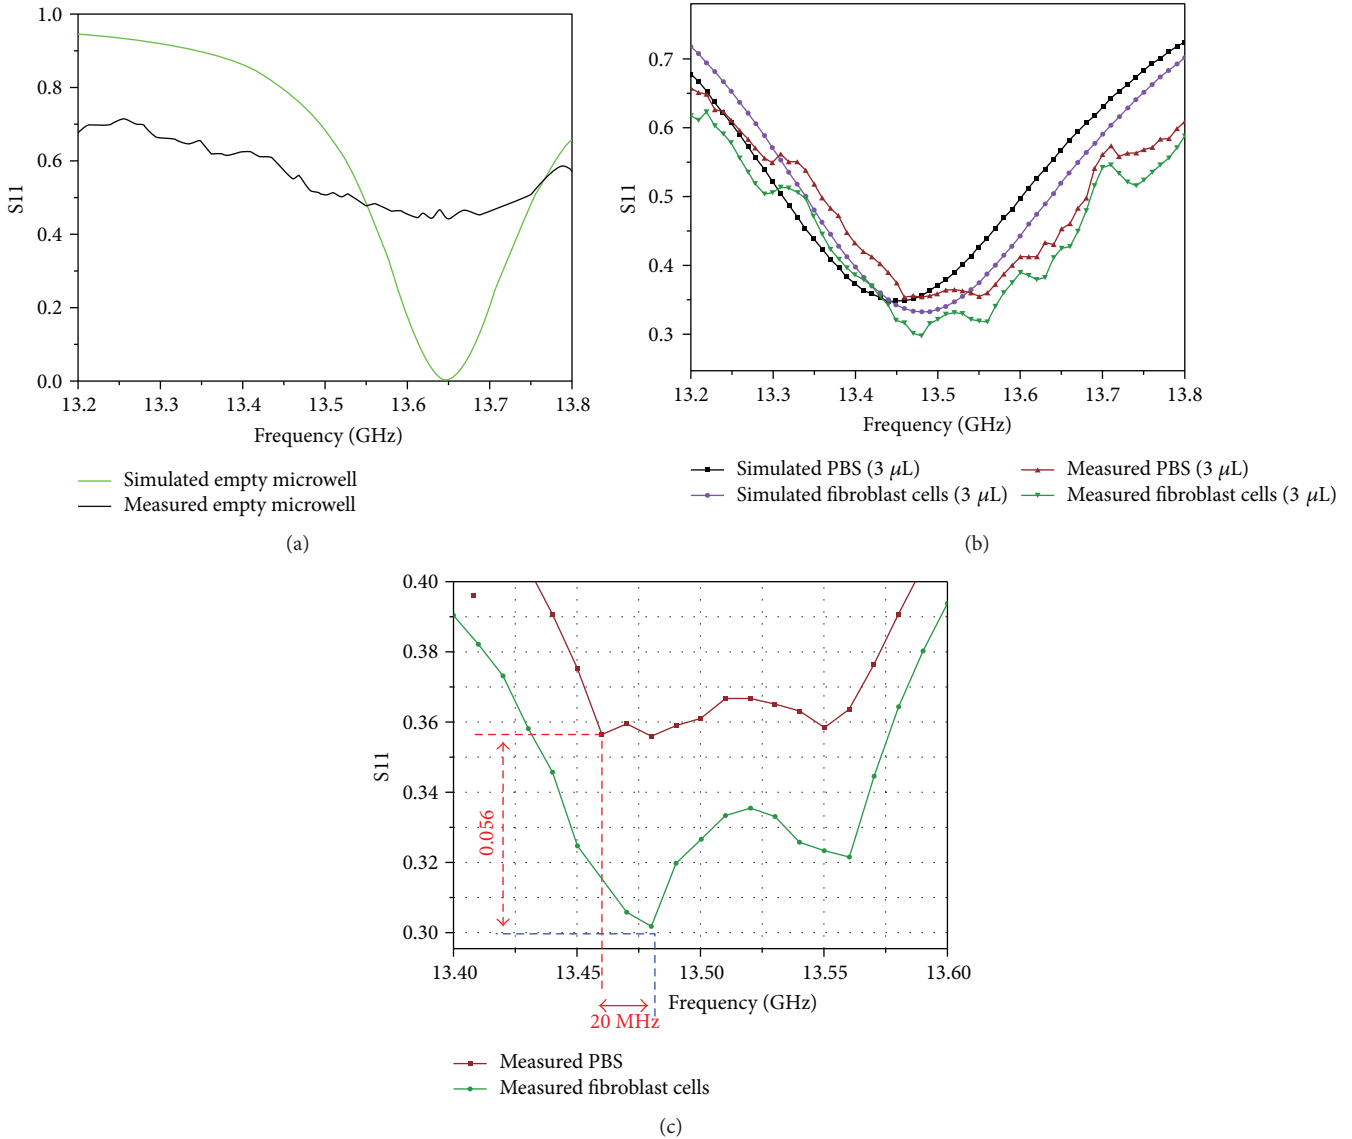 1.0
0.8
0.6
0.4
0.2
0.0
S11
13.2 13.3 13.4 13.5 13.6 13.7 13.8
Frequency (GHz)
Simulated empty microwell
Measured empty microwell
(a)
0.7
0.6
0.5
0.4
0.3
S11
13.2 13.3 13.4 13.5 13.6 13.7 13.8
Frequency (GHz)
Simulated PBS (3 μL)
Simulated fibroblast cells (3 μL)
Measured PBS (3 μL)
Measured fibroblast cells (3 μL)
(b)
0.40
0.38
0.36
0.34
0.32
0.30
S11
0.056
13.40 13.45 13.50 13.55 13.60
Frequency (GHz)
20 MHz
Measured PBS
Measured fibroblast cells
(c)